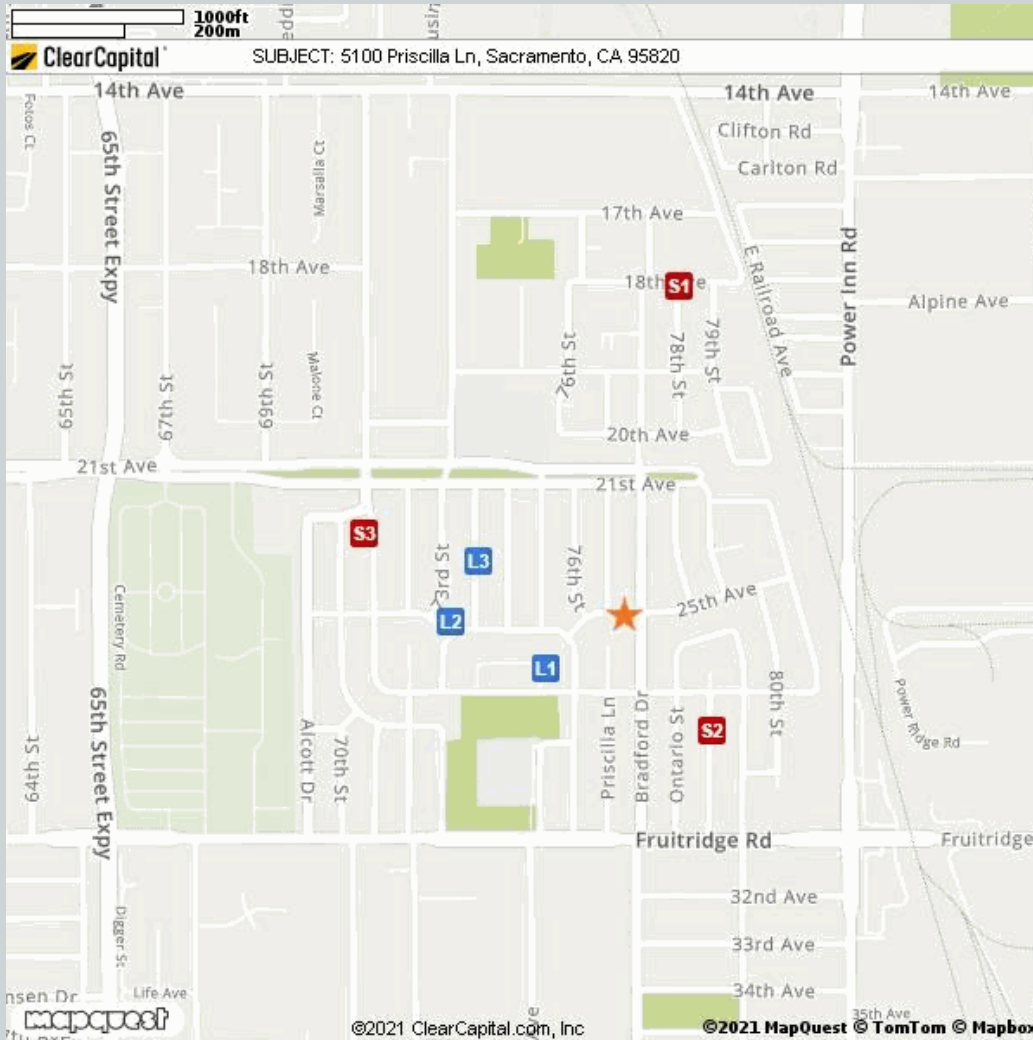 1000ft
200m
ClearCapital
SUBJECT: 5100 Priscilla Ln, Sacramento, CA 95820
14th Ave
14th Ave
14th Ave
Fotos Ct
65th Street Expy
Marsalla Ct
Clifton Rd
Carlton Rd
17th Ave
18th Ave
18th
S1
E Railroad Ave
Power Inn Rd
Alpine Ave
65th St
67th St
69th St
Malone Ct
76th St
78th St
79th St
20th Ave
21st Ave
21st Ave
S3
L3
3rd St
76th St
L2
25th Ave
Cemetery Rd
L1
65th Street Expy
64th St
Alcott Dr
70th St
Priscilla Ln
Bradford Dr
Ontario St
S2
80th St
Power Ridge Rd
Fruitridge Rd
Fruitridge
32nd Ave
33rd Ave
34th Ave
35th Ave
Digger St
Life Ave
nsen Dr
mapquest
©2021 ClearCapital.com, Inc
©2021 MapQuest © TomTom © Mapbox